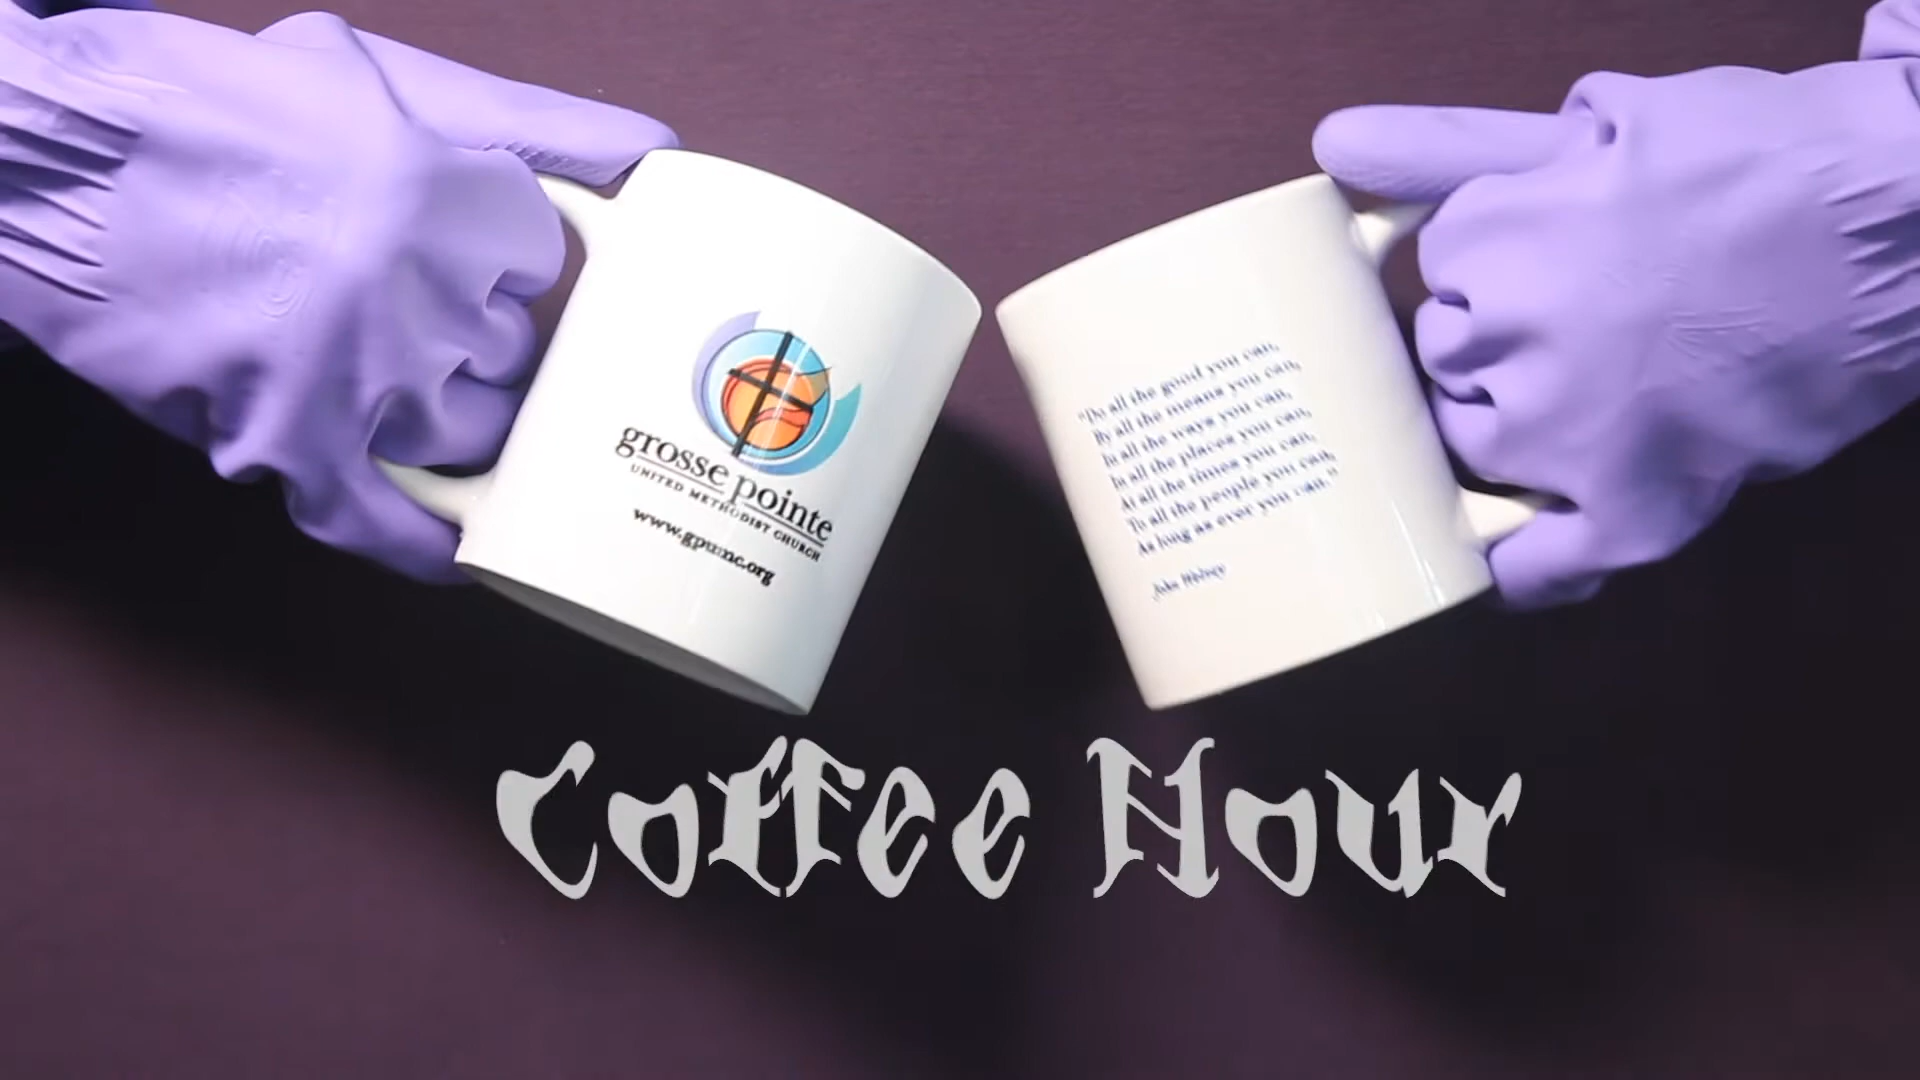 grosse pointe
UNITED METHODIST CHURCH
www.gpumc.org
"Do all the good you can,
By all the means you can,
In all the ways you can,
In all the places you can,
At all the times you can,
To all the people you can,
As long as ever you can."
John Wesley
Coffee Hour